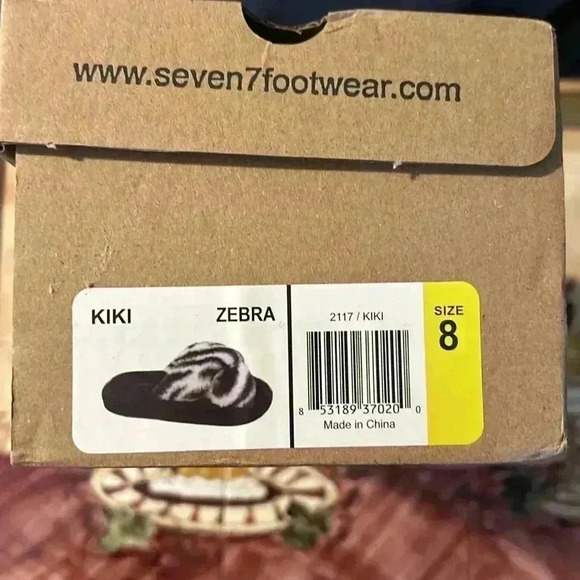 www.seven7footwear.com
KIKI ZEBRA
2117 / KIKI
SIZE
8
8 53189 37020 0
Made in China